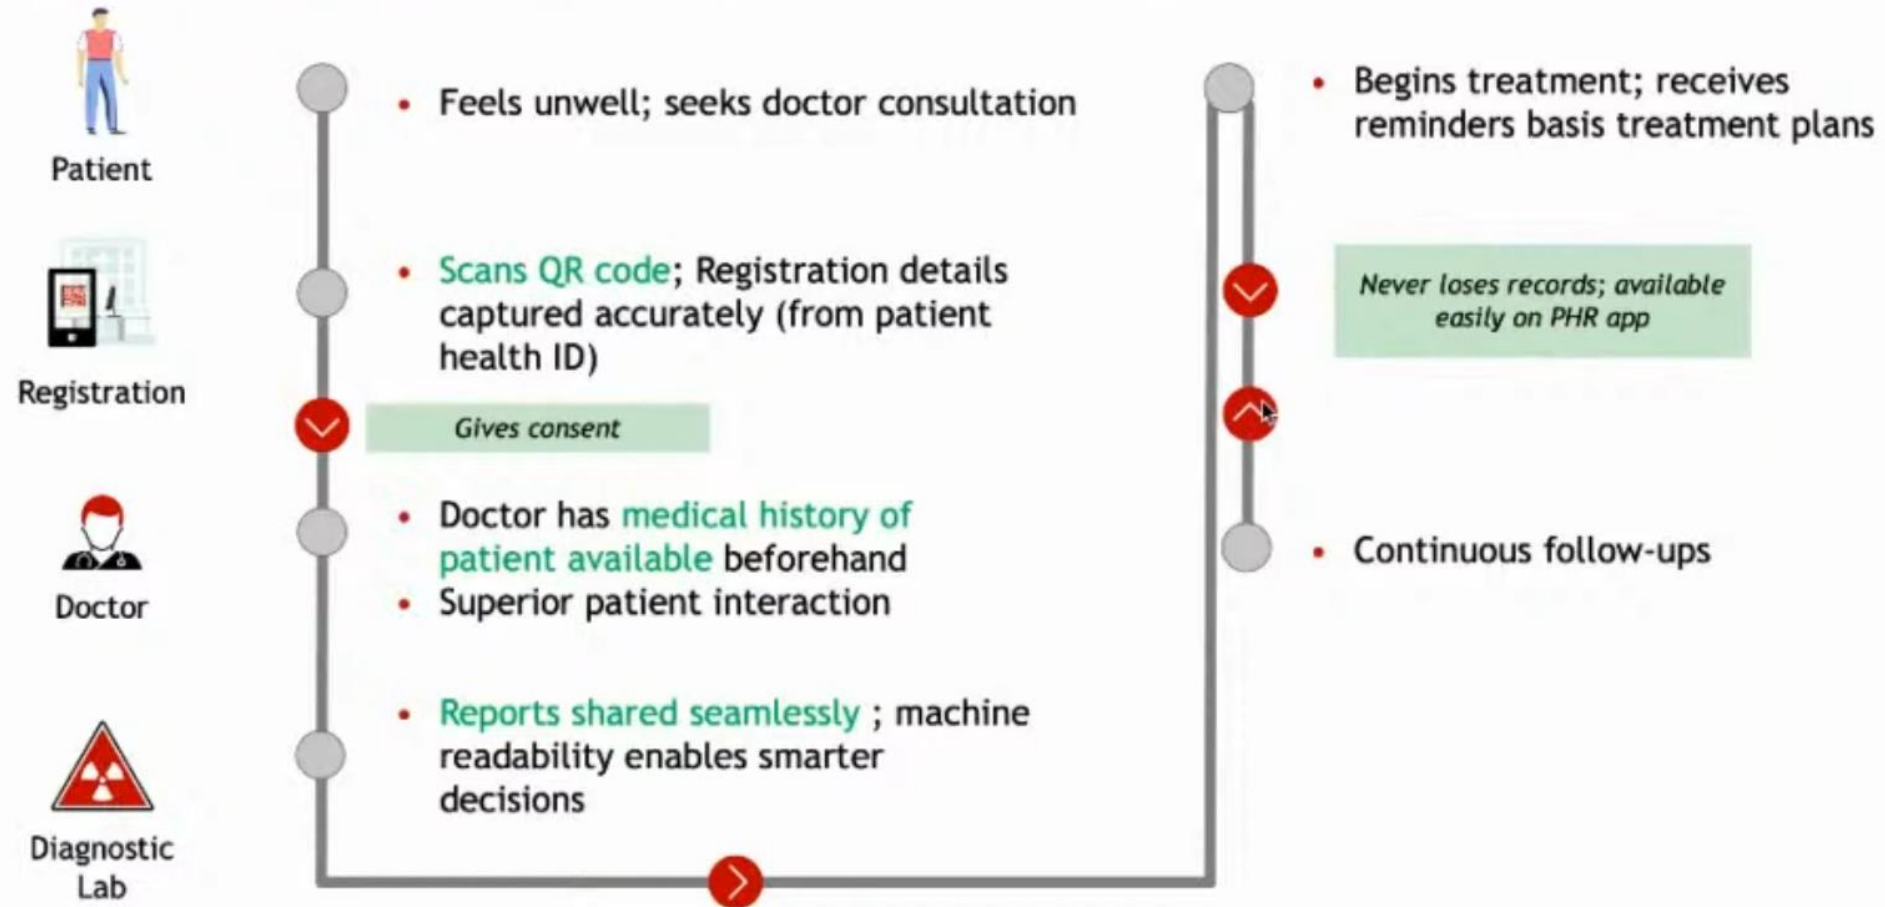 Patient
Registration
Doctor
Diagnostic
Lab
• Feels unwell; seeks doctor consultation
• Scans QR code; Registration details
captured accurately (from patient
health ID)
Gives consent
• Doctor has medical history of
patient available beforehand
• Superior patient interaction
• Reports shared seamlessly ; machine
readability enables smarter
decisions
• Begins treatment; receives
reminders basis treatment plans
Never loses records; available
easily on PHR app
• Continuous follow-ups